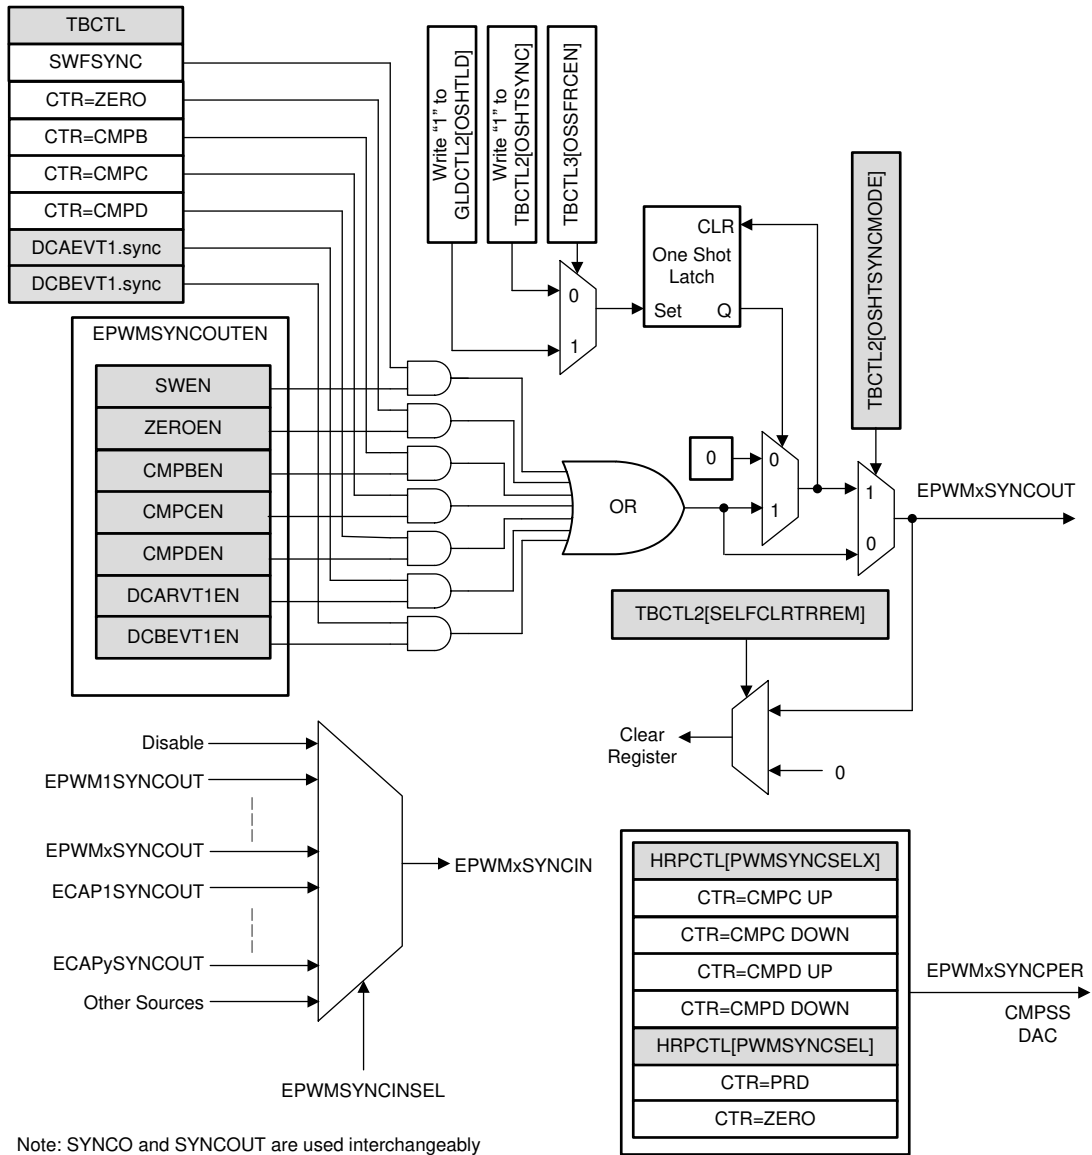 TBCTL
SWFSYNC
CTR=ZERO
CTR=CMPB
CTR=CMPC
CTR=CMPD
DCAEVT1.sync
DCBEVT1.sync
EPWMSYNCOUTEN
SWEN
ZEROEN
CMPBEN
CMPCEN
CMPDEN
DCARVT1EN
DCBEVT1EN
Write “1” to
GLDCTL2[OSHTLD]
Write “1” to
TBCTL2[OSHTSYNC]
TBCTL3[OSSFRCEN]
0
1
CLR
One Shot
Latch
Set
Q
TBCTL2[OSHTSYNCMODE]
OR
0
0
1
1
0
EPWMxSYNCOUT
TBCTL2[SELFCLRTRREM]
Clear
Register
0
Disable
EPWM1SYNCOUT
EPWMxSYNCOUT
ECAP1SYNCOUT
ECAPySYNCOUT
Other Sources
EPWMxSYNCIN
EPWMSYNCINSEL
HRPCTL[PWMSYNCSELX]
CTR=CMPC UP
CTR=CMPC DOWN
CTR=CMPD UP
CTR=CMPD DOWN
HRPCTL[PWMSYNCSEL]
CTR=PRD
CTR=ZERO
EPWMxSYNCPER
CMPSS
DAC
Note: SYNCO and SYNCOUT are used interchangeably